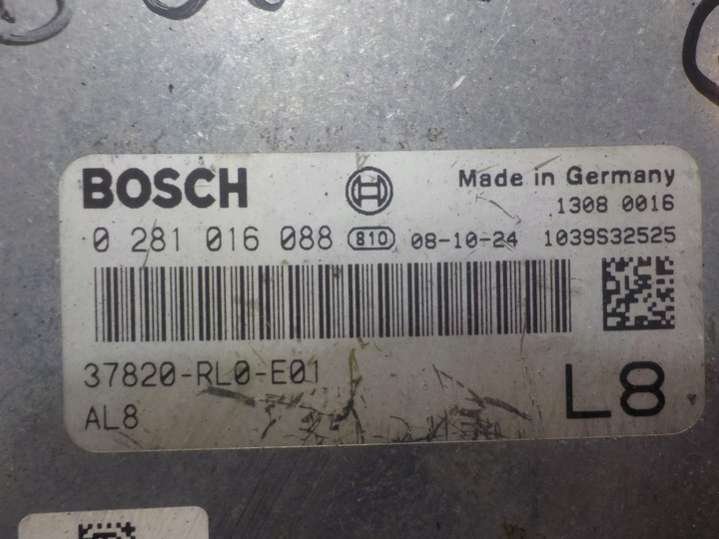 BOSCH
Made in Germany
1308 0016
0 281 016 088 810 08-10-24 1039S32525
37820-RL0-E01
AL8
L8